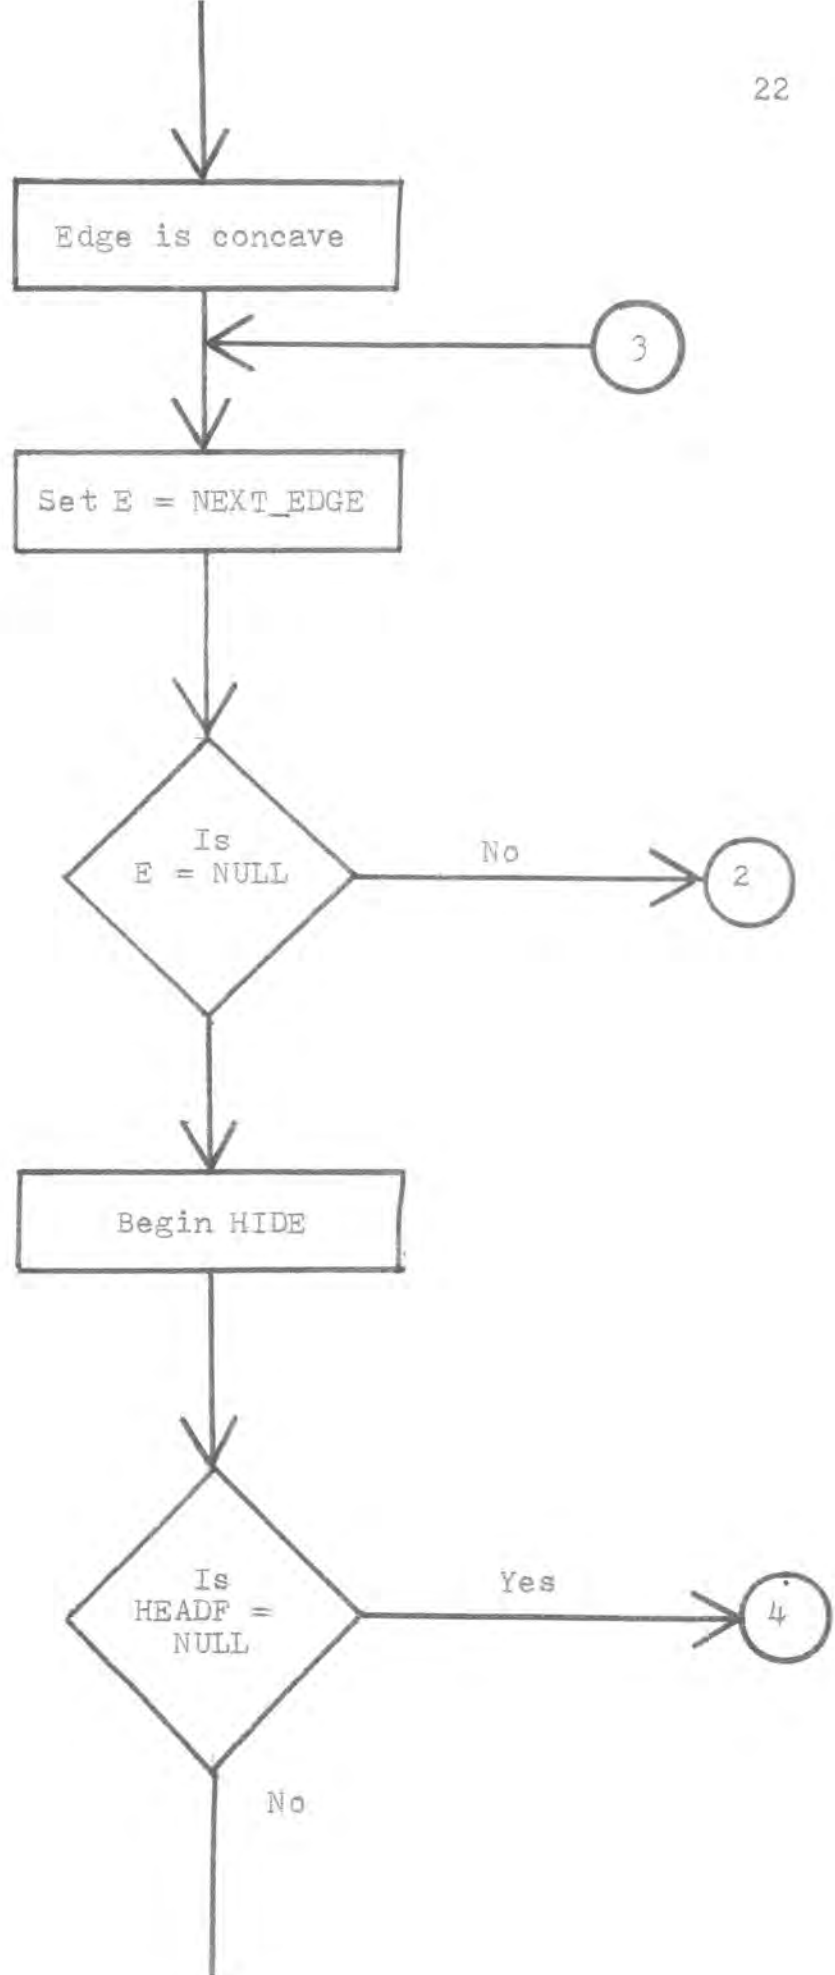 22
Edge is concave
3
Set E = NEXT_EDGE
Is
E = NULL
No
2
Begin HIDE
Is
HEADF =
NULL
Yes
4
No